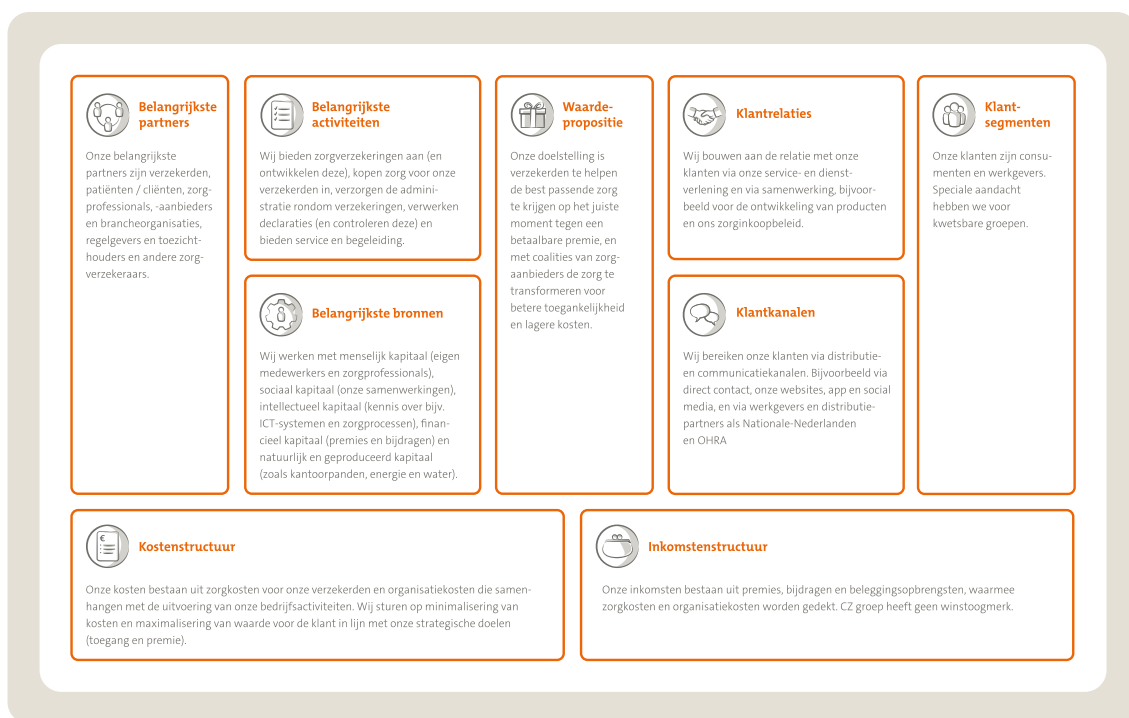 Belangrijkste
partners
Onze belangrijkste
partners zijn verzekerden,
patiënten / cliënten, zorg-
professionals, -aanbieders
en brancheorganisaties,
regelgevers en toezicht-
houders en andere zorg-
verzekeraars.
Belangrijkste
activiteiten
Wij bieden zorgverzekeringen aan (en
ontwikkelen deze), kopen zorg voor onze
verzekerden in, verzorgen de admini-
stratie rondom verzekeringen, verwerken
declaraties (en controleren deze) en
bieden service en begeleiding.
Belangrijkste bronnen
Wij werken met menselijk kapitaal (eigen
medewerkers en zorgprofessionals),
sociaal kapitaal (onze samenwerkingen),
intellectueel kapitaal (kennis over bijv.
ICT-systemen en zorgprocessen), finan-
cieel kapitaal (premies en bijdragen) en
natuurlijk en geproduceerd kapitaal
(zoals kantoorpanden, energie en water).
Waarde-
propositie
Onze doelstelling is
verzekerden te helpen
de best passende zorg
te krijgen op het juiste
moment tegen een
betaalbare premie, en
met coalities van zorg-
aanbieders de zorg te
transformeren voor
betere toegankelijkheid
en lagere kosten.
Klantrelaties
Wij bouwen aan de relatie met onze
klanten via onze service- en dienst-
verlening en via samenwerking, bijvoor-
beeld voor de ontwikkeling van producten
en ons zorginkoopbeleid.
Klantkanalen
Wij bereiken onze klanten via distributie-
en communicatiekanalen. Bijvoorbeeld via
direct contact, onze websites, app en social
media, en via werkgevers en distributie-
partners als Nationale-Nederlanden
en OHRA
Klant-
segmenten
Onze klanten zijn consu-
menten en werkgevers.
Speciale aandacht
hebben we voor
kwetsbare groepen.
€
Kostenstructuur
Onze kosten bestaan uit zorgkosten voor onze verzekerden en organisatiekosten die samen-
hangen met de uitvoering van onze bedrijfsactiviteiten. Wij sturen op minimalisering van
kosten en maximalisering van waarde voor de klant in lijn met onze strategische doelen
(toegang en premie).
Inkomstenstructuur
Onze inkomsten bestaan uit premies, bijdragen en beleggingsopbrengsten, waarmee
zorgkosten en organisatiekosten worden gedekt. CZ groep heeft geen winstoogmerk.